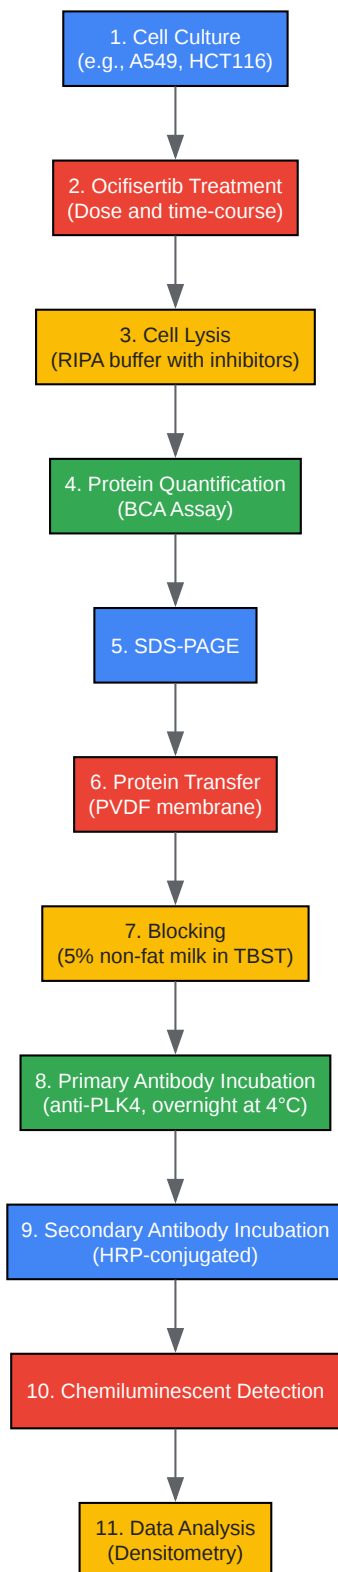 1. Cell Culture
(e.g., A549, HCT116)
2. Ocifisertib Treatment
(Dose and time-course)
3. Cell Lysis
(RIPA buffer with inhibitors)
4. Protein Quantification
(BCA Assay)
5. SDS-PAGE
6. Protein Transfer
(PVDF membrane)
7. Blocking
(5% non-fat milk in TBST)
8. Primary Antibody Incubation
(anti-PLK4, overnight at 4°C)
9. Secondary Antibody Incubation
(HRP-conjugated)
10. Chemiluminescent Detection
11. Data Analysis
(Densitometry)